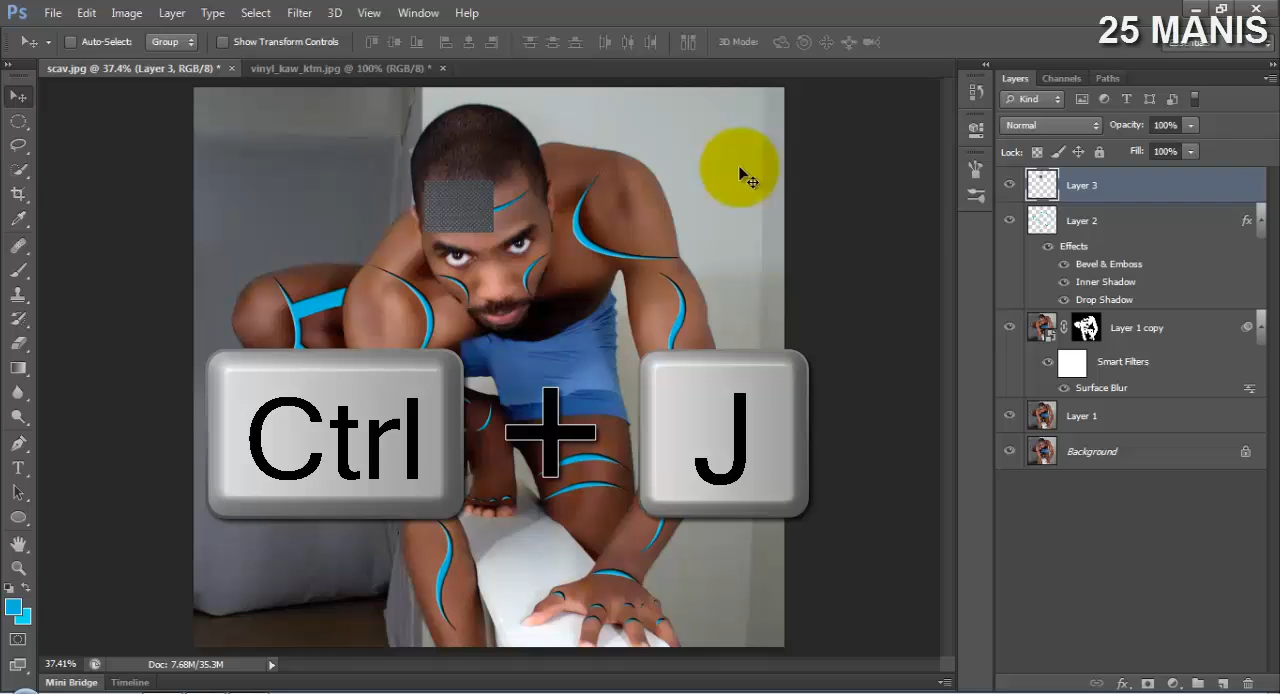 Ps File Edit Image Layer Type Select Filter 3D View Window Help
25 MANIS
Auto-Select: Group Show Transform Controls 3D Mode:
scav.jpg @ 37.4% (Layer 3, RGB/8) * × vinyl_kaw_ktm.jpg @ 100% (RGB/8) * ×
Layers Channels Paths
Kind
Normal Opacity: 100%
Lock: Fill: 100%
Layer 3
Layer 2 fx
Effects
Bevel & Emboss
Inner Shadow
Drop Shadow
Layer 1 copy
Smart Filters
Surface Blur
Layer 1
Background
Ctrl + J
37.41% Doc: 7.68M/35.3M
Mini Bridge Timeline
fx